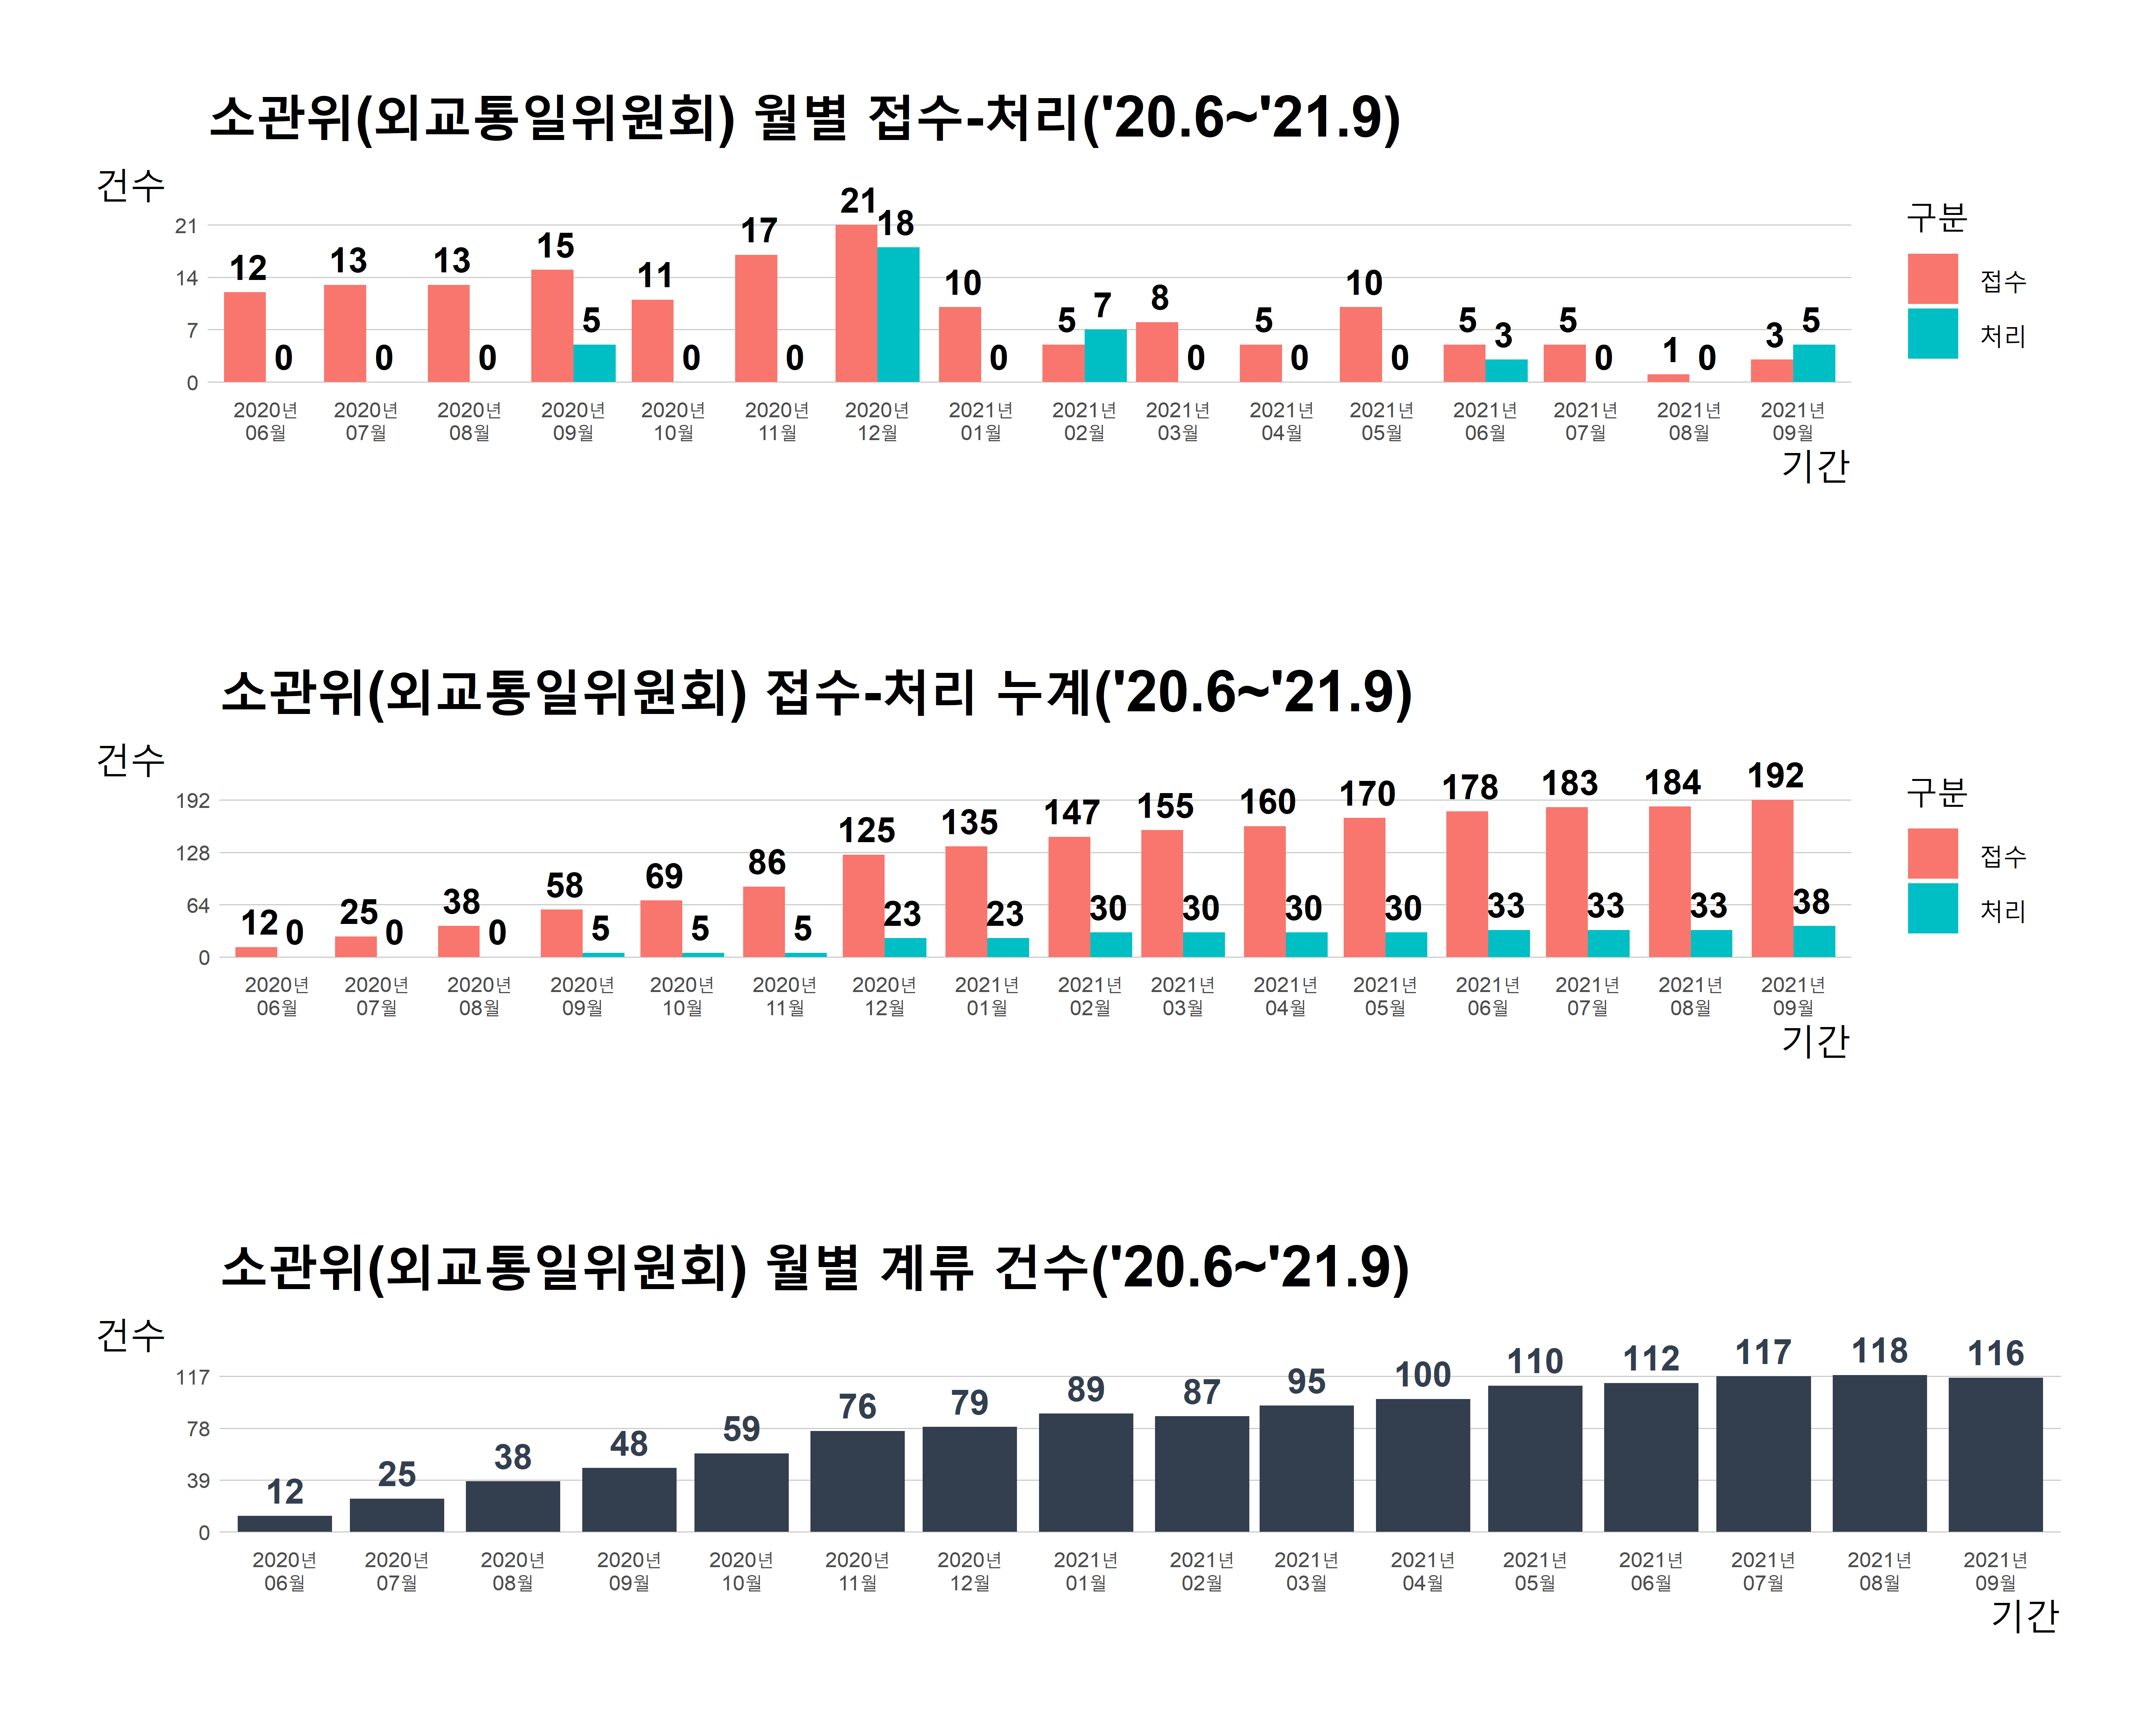 소관위(외교통일위원회) 월별 접수-처리('20.6~'21.9)
건수
21
14
7
0
12 0 13 0 13 0 15 5 11 0 17 0 21 18 10 0 5 7 8 0 5 0 10 0 5 3 5 0 1 0 3 5
2020년 2020년 2020년 2020년 2020년 2020년 2020년 2021년 2021년 2021년 2021년 2021년 2021년 2021년 2021년 2021년
06월 07월 08월 09월 10월 11월 12월 01월 02월 03월 04월 05월 06월 07월 08월 09월
기간
구분
접수
처리
소관위(외교통일위원회) 접수-처리 누계('20.6~'21.9)
건수
192
128
64
0
12 0 25 0 38 0 58 5 69 5 86 5 125 23 135 23 147 30 155 30 160 30 170 30 178 33 183 33 184 33 192 38
2020년 2020년 2020년 2020년 2020년 2020년 2020년 2021년 2021년 2021년 2021년 2021년 2021년 2021년 2021년 2021년
06월 07월 08월 09월 10월 11월 12월 01월 02월 03월 04월 05월 06월 07월 08월 09월
기간
구분
접수
처리
소관위(외교통일위원회) 월별 계류 건수('20.6~'21.9)
건수
117
78
39
0
12 25 38 48 59 76 79 89 87 95 100 110 112 117 118 116
2020년 2020년 2020년 2020년 2020년 2020년 2020년 2021년 2021년 2021년 2021년 2021년 2021년 2021년 2021년 2021년
06월 07월 08월 09월 10월 11월 12월 01월 02월 03월 04월 05월 06월 07월 08월 09월
기간